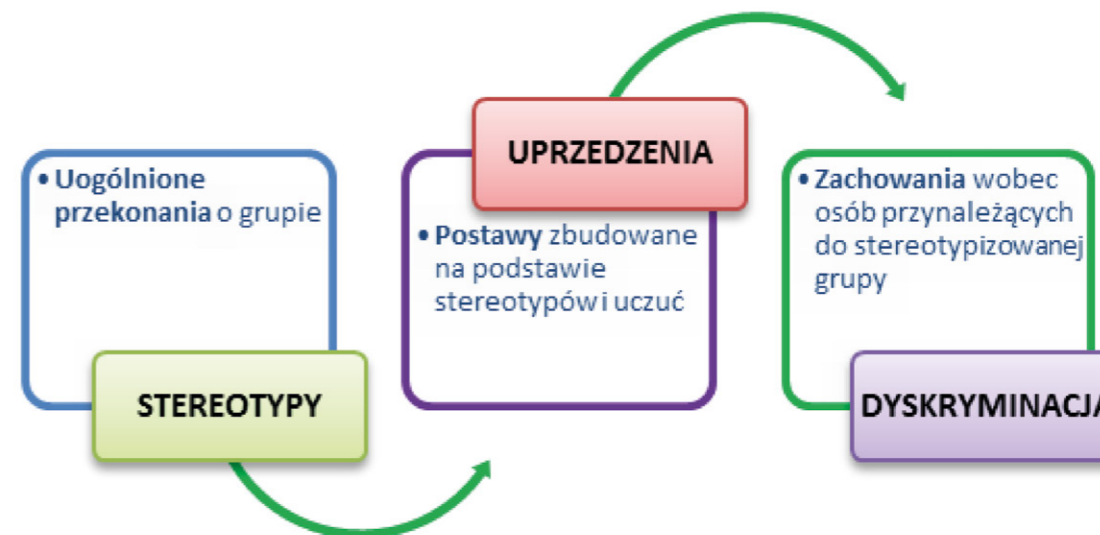 • Uogólnione
przekonania o grupie
STEREOTYPY
UPRZEDZENIA
• Postawy zbudowane
na podstawie
stereotypów i uczuć
• Zachowania wobec
osób przynależących
do stereotypizowanej
grupy
DYSKRYMINACJA